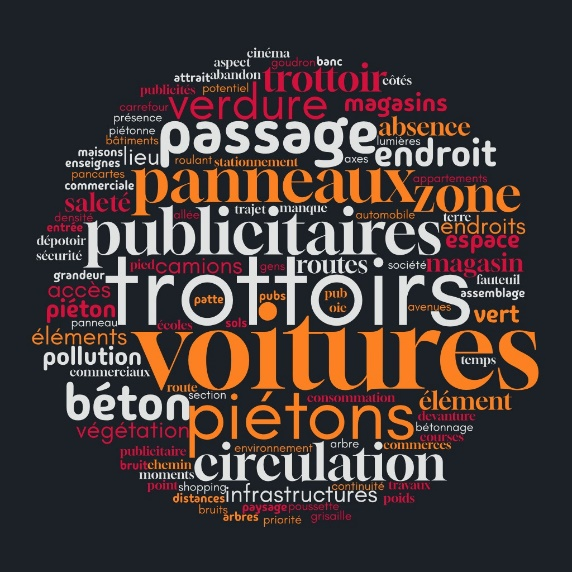 cinéma
aspect goudron banc
attrait abandon trottoir côtés
publicités potentiel
carrefour verdure magasins
présence passage absence
piétonne lumières
bâtiments
maisons lieu axes endroit
enseignes roulant stationnement
pancartes panneaux appartements
commerciale zone
saleté trajet manque
densité allée automobile terre
entrée publicitaires endroits
dépotoir espace
sécurité pied camions gens routes société magasin
grandeur trottoirs fauteuil
accès patte pubs pub assemblage
piéton oie avenues vert
panneau écoles sols
éléments voitures
pollution temps
commerciaux
route section consommation élément
béton piétons devanture
végétation bétonnage
courses
publicitaire environnement arbre commerces
bruit chemin circulation
moments
point shopping continuité travaux
distances infrastructures poids
bruits paysage poussette
arbres priorité grisaille